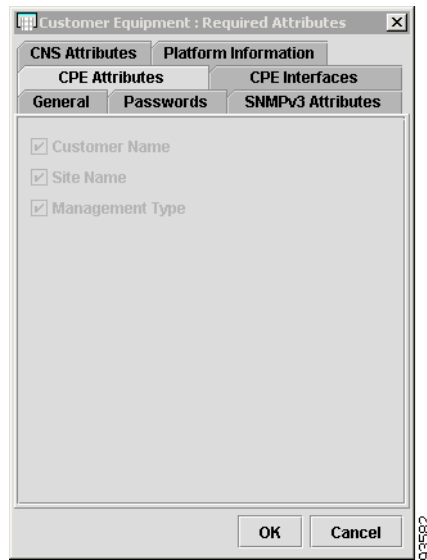 Customer Equipment : Required Attributes
CNS Attributes Platform Information
CPE Attributes CPE Interfaces
General Passwords SNMPv3 Attributes
Customer Name
Site Name
Management Type
OK Cancel
93582